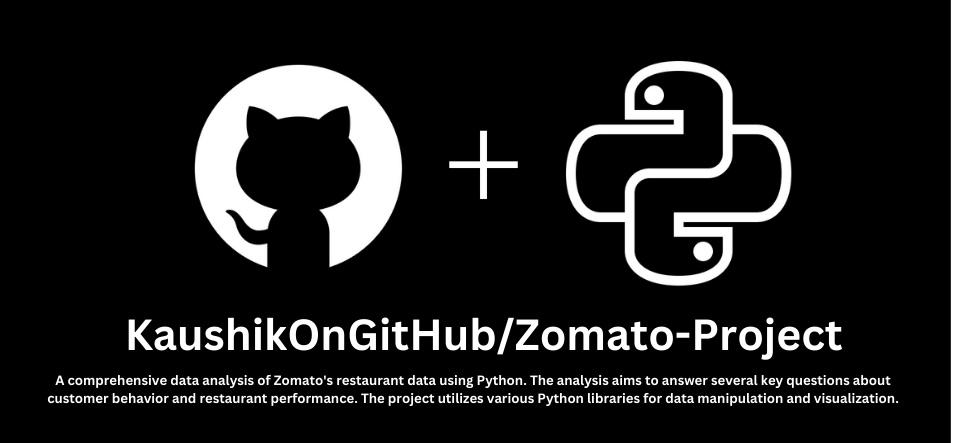 KaushikOnGitHub/Zomato-Project
A comprehensive data analysis of Zomato's restaurant data using Python. The analysis aims to answer several key questions about
customer behavior and restaurant performance. The project utilizes various Python libraries for data manipulation and visualization.